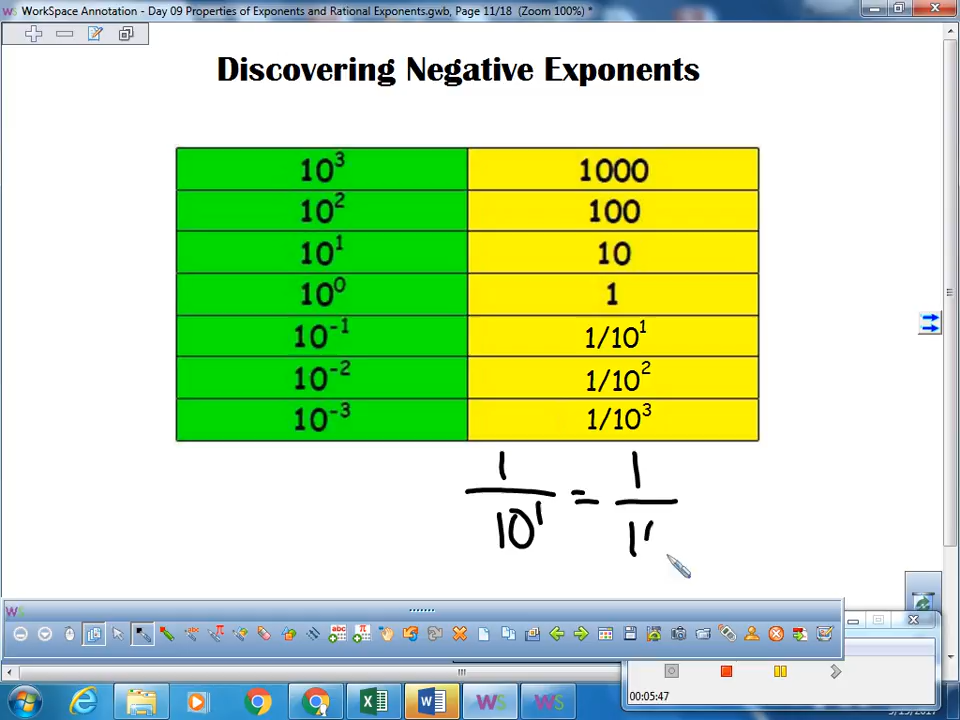 WorkSpace Annotation - Day 09 Properties of Exponents and Rational Exponents.gwb, Page 11/18 (Zoom 100%) *
Discovering Negative Exponents
10³ 1000
10² 100
10¹ 10
10⁰ 1
10⁻¹ 1/10¹
10⁻² 1/10²
10⁻³ 1/10³
1 1
10¹ = 1
WS
00:05:47